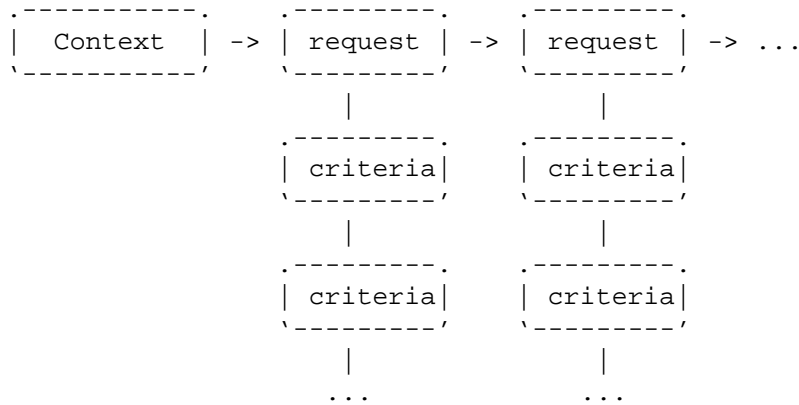 .-----------.     .---------.     .---------.
|  Context  | -> | request | -> | request | -> ...
‘-----------’     ‘---------’     ‘---------’
|     |
.---------.     .---------.
| criteria|     | criteria|
‘---------’     ‘---------’
|     |
.---------.     .---------.
| criteria|     | criteria|
‘---------’     ‘---------’
|     |
...     ...